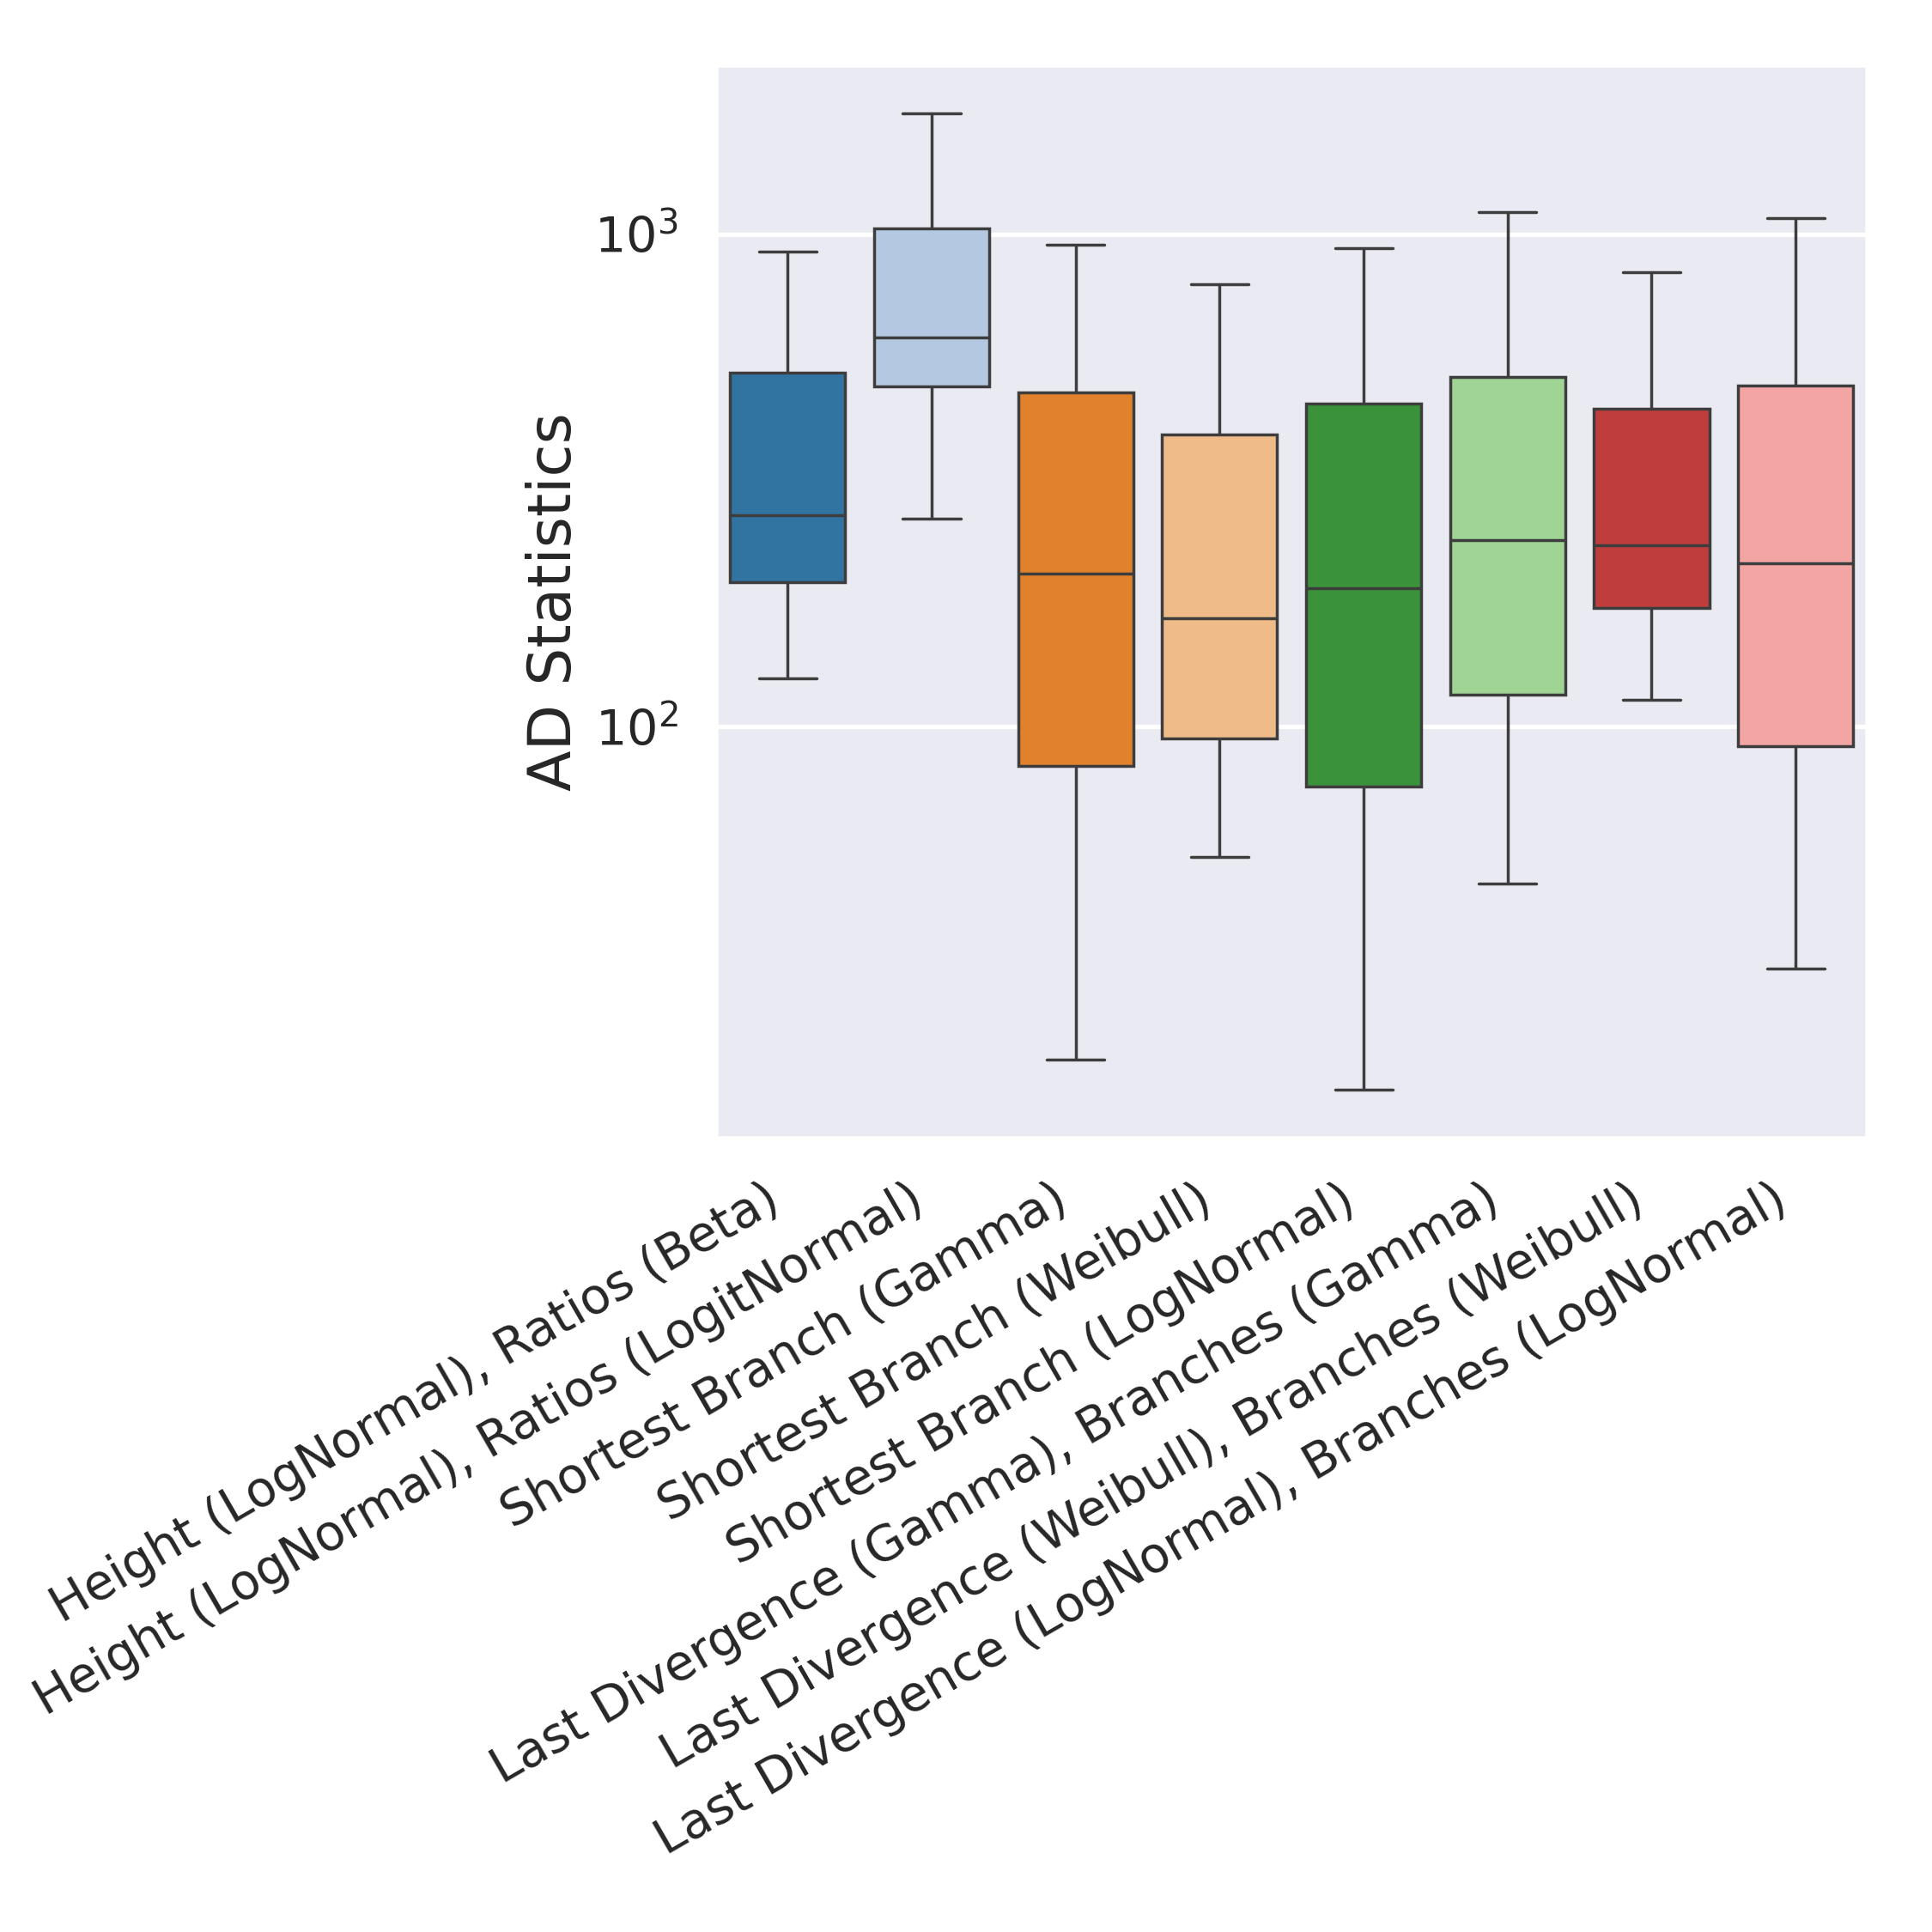 AD Statistics
10³
10²
Height (LogNormal), Ratios (Beta)
Height (LogNormal), Ratios (LogitNormal)
Shortest Branch (Gamma)
Shortest Branch (Weibull)
Shortest Branch (LogNormal)
Last Divergence (Gamma), Branches (Gamma)
Last Divergence (Weibull), Branches (Weibull)
Last Divergence (LogNormal), Branches (LogNormal)